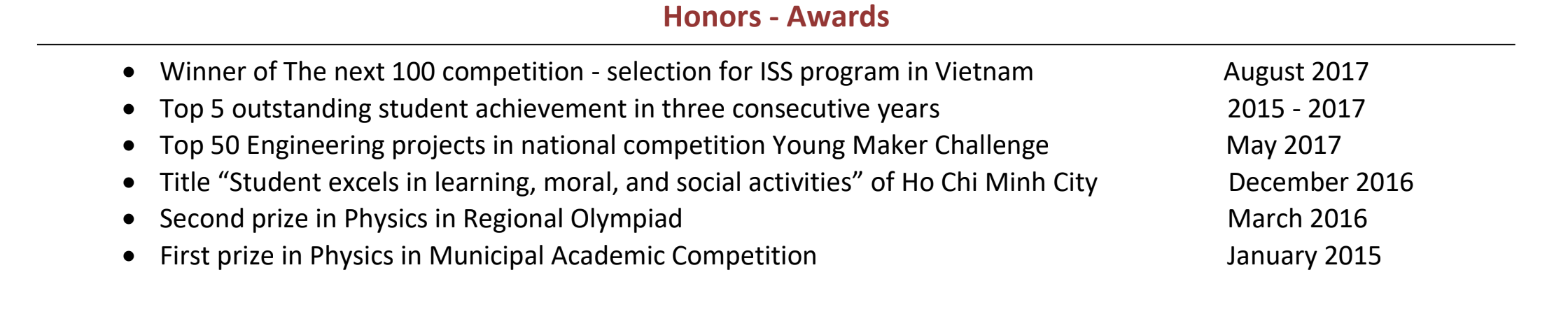 Honors - Awards
• Winner of The next 100 competition - selection for ISS program in Vietnam August 2017
• Top 5 outstanding student achievement in three consecutive years 2015 - 2017
• Top 50 Engineering projects in national competition Young Maker Challenge May 2017
• Title “Student excels in learning, moral, and social activities” of Ho Chi Minh City December 2016
• Second prize in Physics in Regional Olympiad March 2016
• First prize in Physics in Municipal Academic Competition January 2015